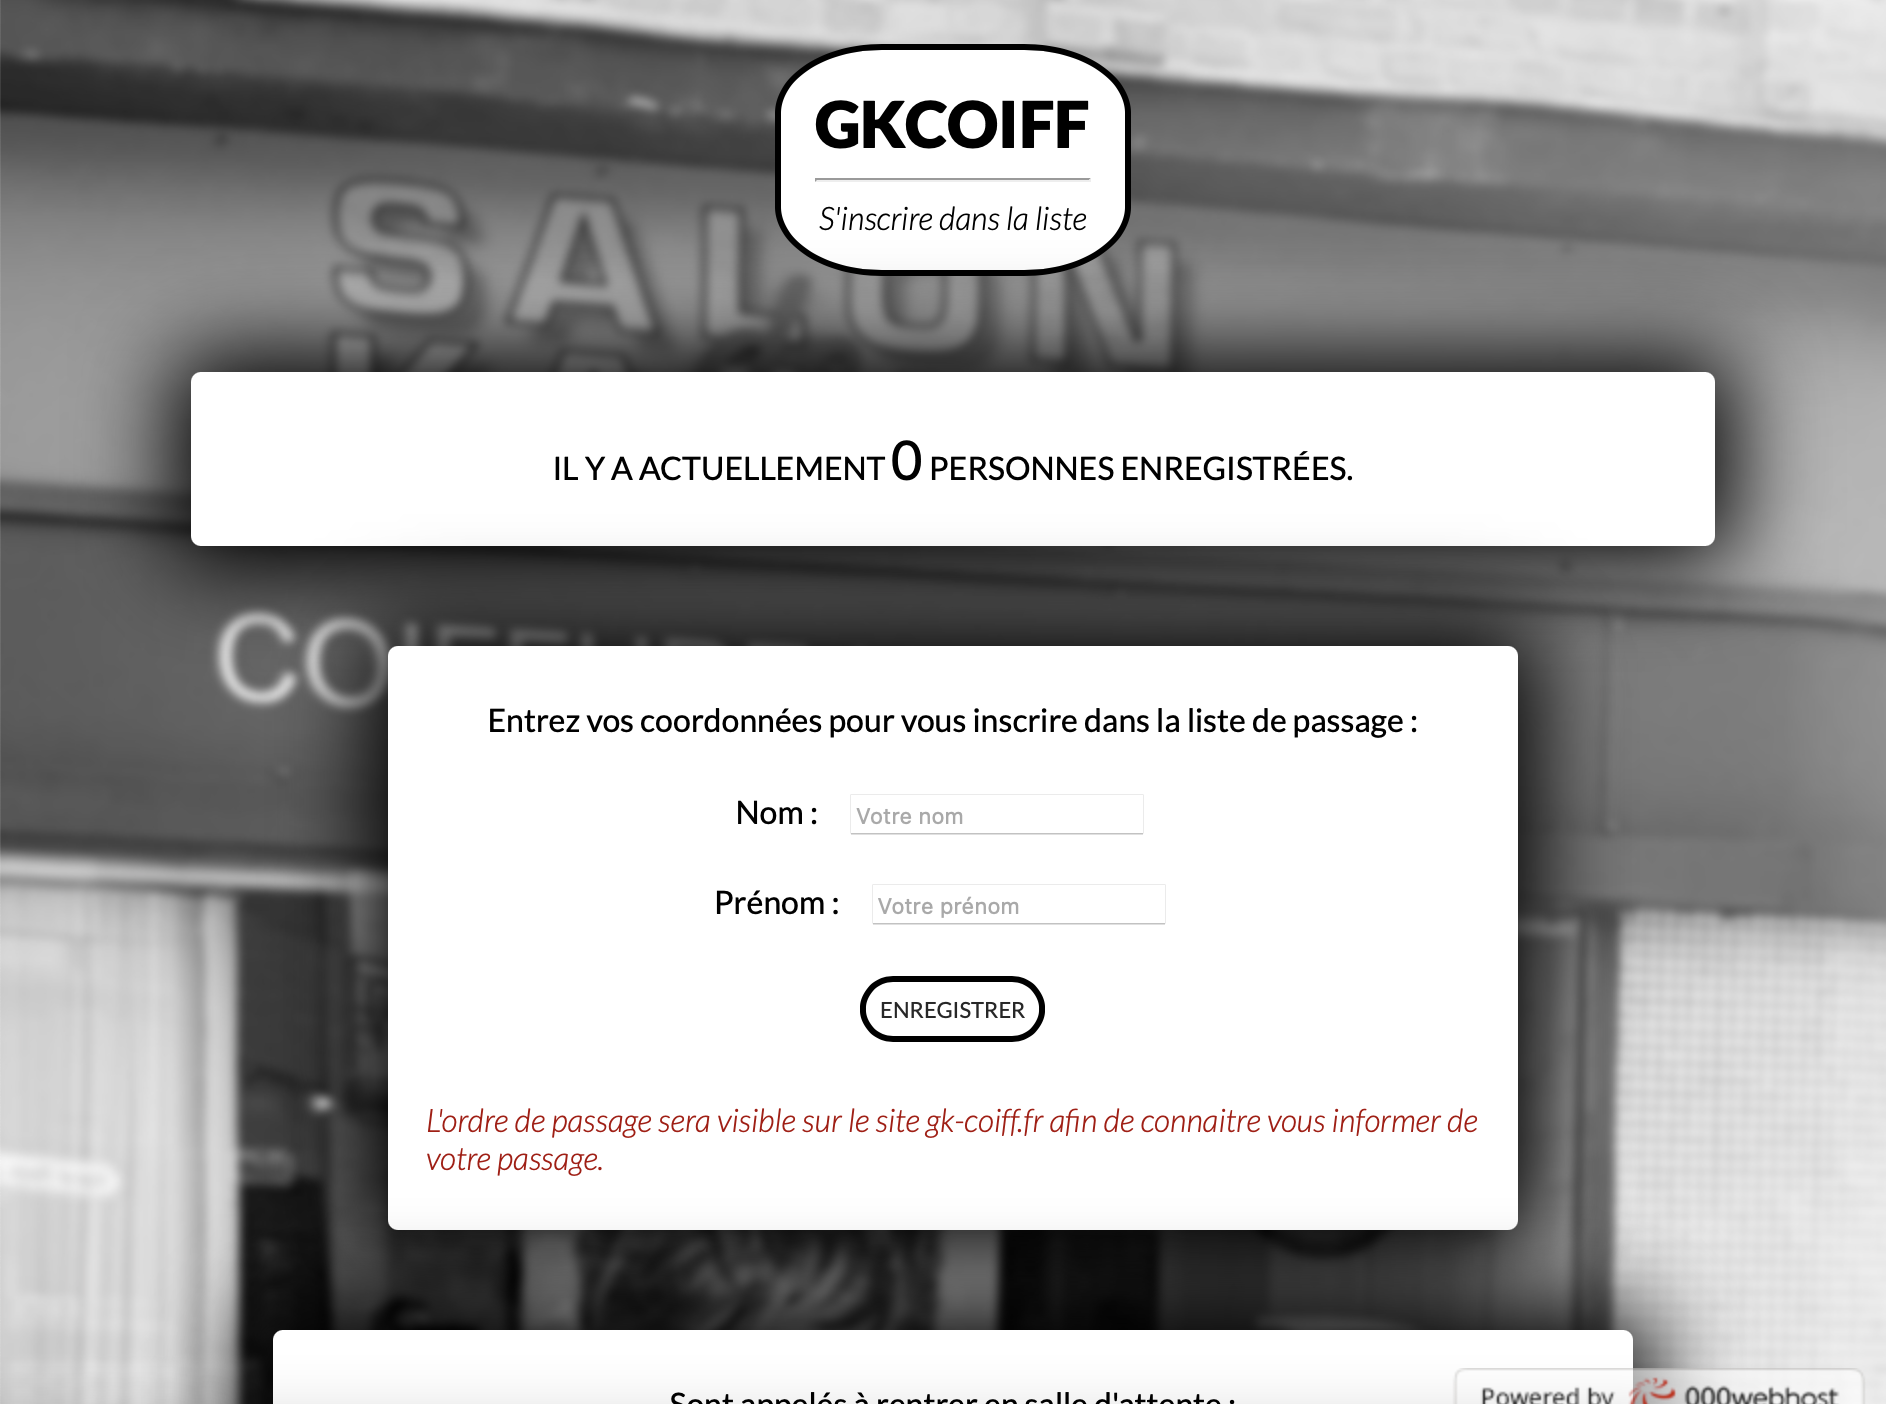 GKCOIFF
S'inscrire dans la liste
SALON
IL Y A ACTUELLEMENT 0 PERSONNES ENREGISTRÉES.
Entrez vos coordonnées pour vous inscrire dans la liste de passage :
Nom : Votre nom
Prénom : Votre prénom
ENREGISTRER
L'ordre de passage sera visible sur le site gk-coiff.fr afin de connaitre vous informer de
votre passage.
Sont appelés à rentrer en salle d'attente :
Powered by 000webhost